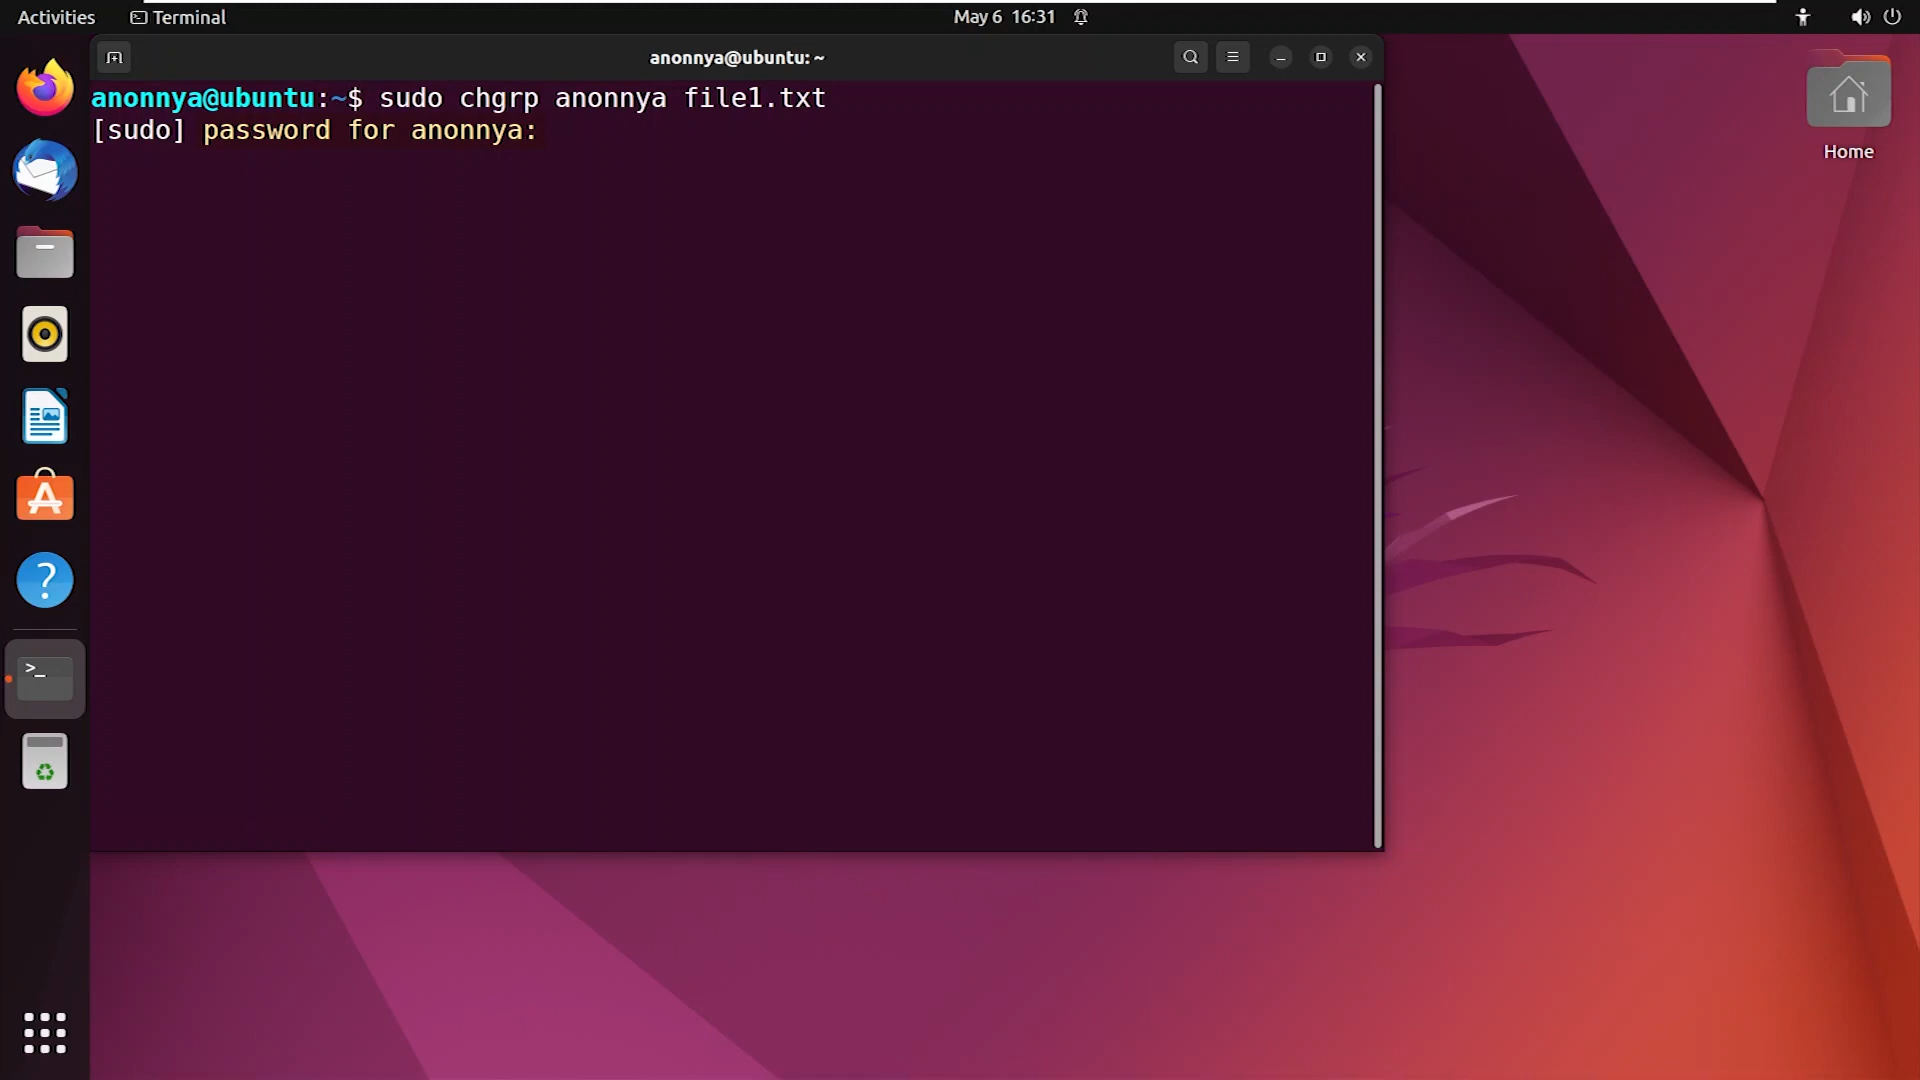 Activities
Terminal
May 6 16:31
anonnya@ubuntu: ~
anonnya@ubuntu:~$ sudo chgrp anonnya file1.txt
[sudo] password for anonnya:
Home